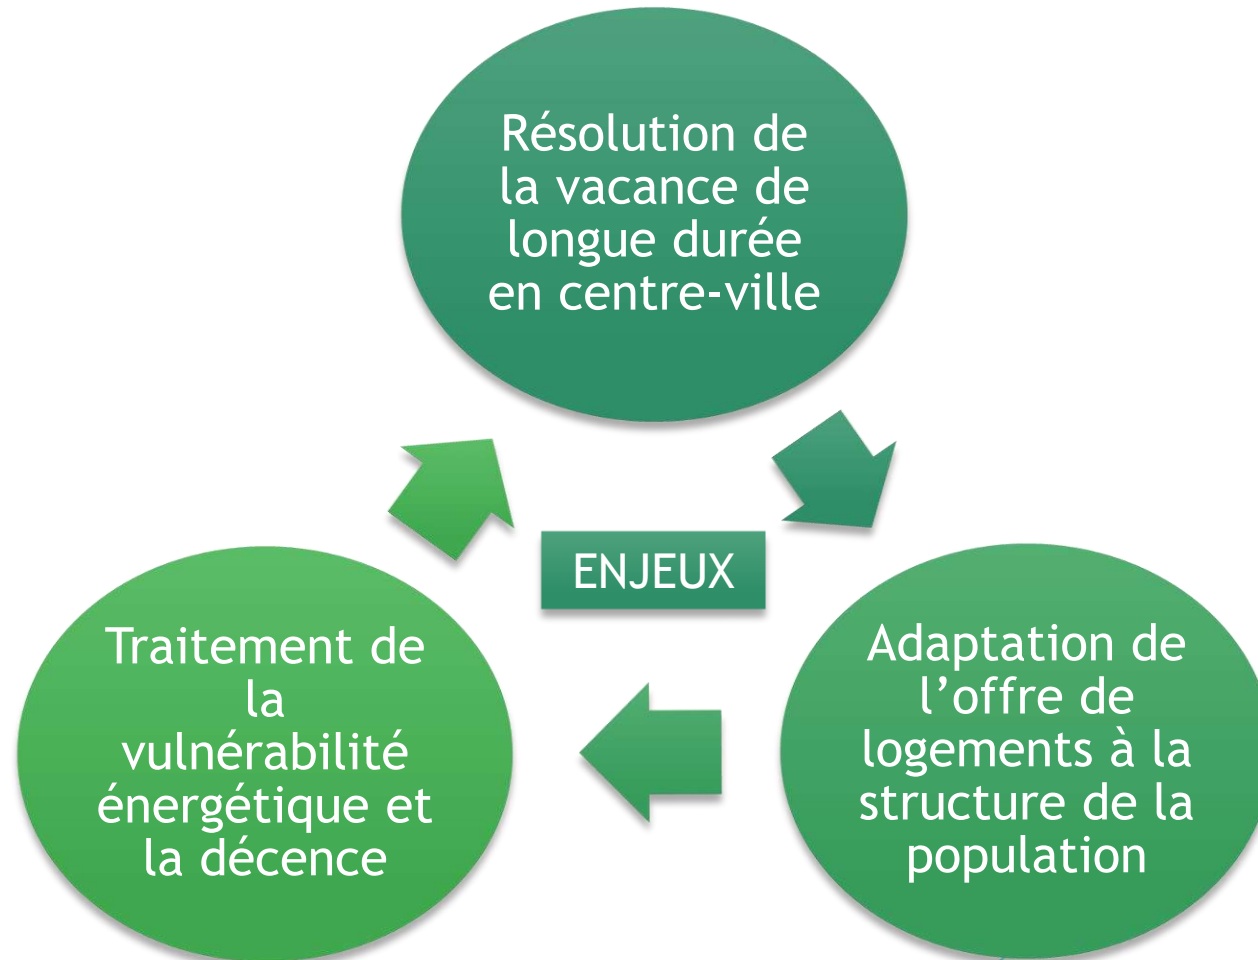 Résolution de
la vacance de
longue durée
en centre-ville
ENJEUX
Adaptation de
l’offre de
logements à la
structure de la
population
Traitement de
la
vulnérabilité
énergétique et
la décence